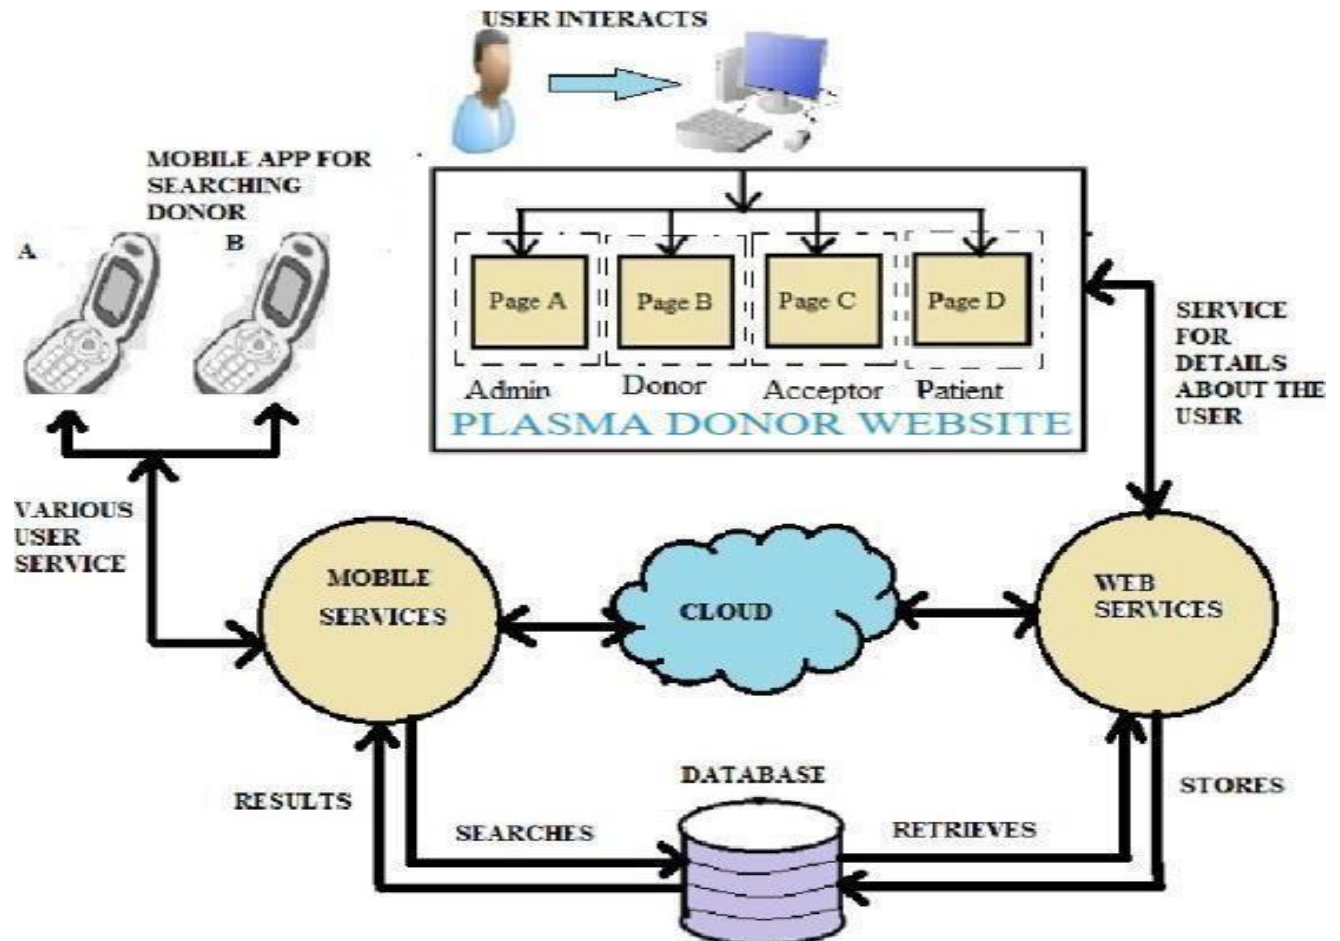 USER INTERACTS
MOBILE APP FOR
SEARCHING
DONOR
A
B
Page A
Page B
Page C
Page D
Admin
Donor
Acceptor
Patient
PLASMA DONOR WEBSITE
SERVICE
FOR
DETAILS
ABOUT THE
USER
VARIOUS
USER
SERVICE
MOBILE
SERVICES
CLOUD
WEB
SERVICES
DATABASE
RESULTS
SEARCHES
RETRIEVES
STORES